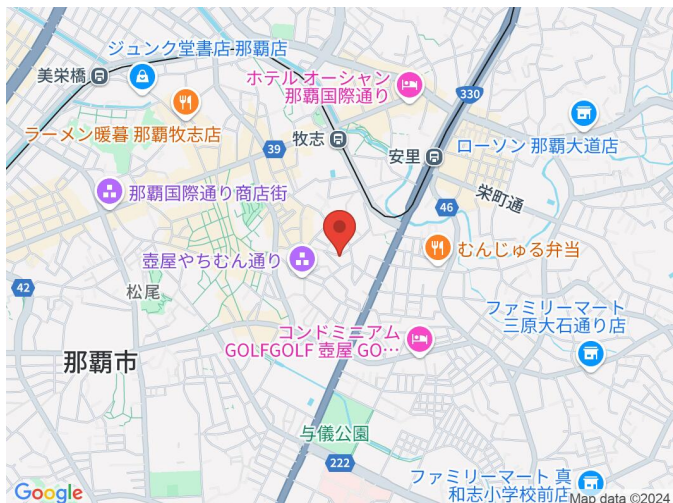 ジュンク堂書店 那覇店
美栄橋
ホテル オーシャン
那覇国際通り
330
ラーメン暖暮 那覇牧志店
39
牧志
安里
ローソン 那覇大道店
栄町通
那覇国際通り商店街
46
むんじゅる弁当
壺屋やちむん通り
42
松尾
ファミリーマート
三原大石通り店
コンドミニアム
GOLFGOLF 壺屋 GO…
那覇市
与儀公園
222
ファミリーマート 真
和志小学校前店
Google
Map data ©2024